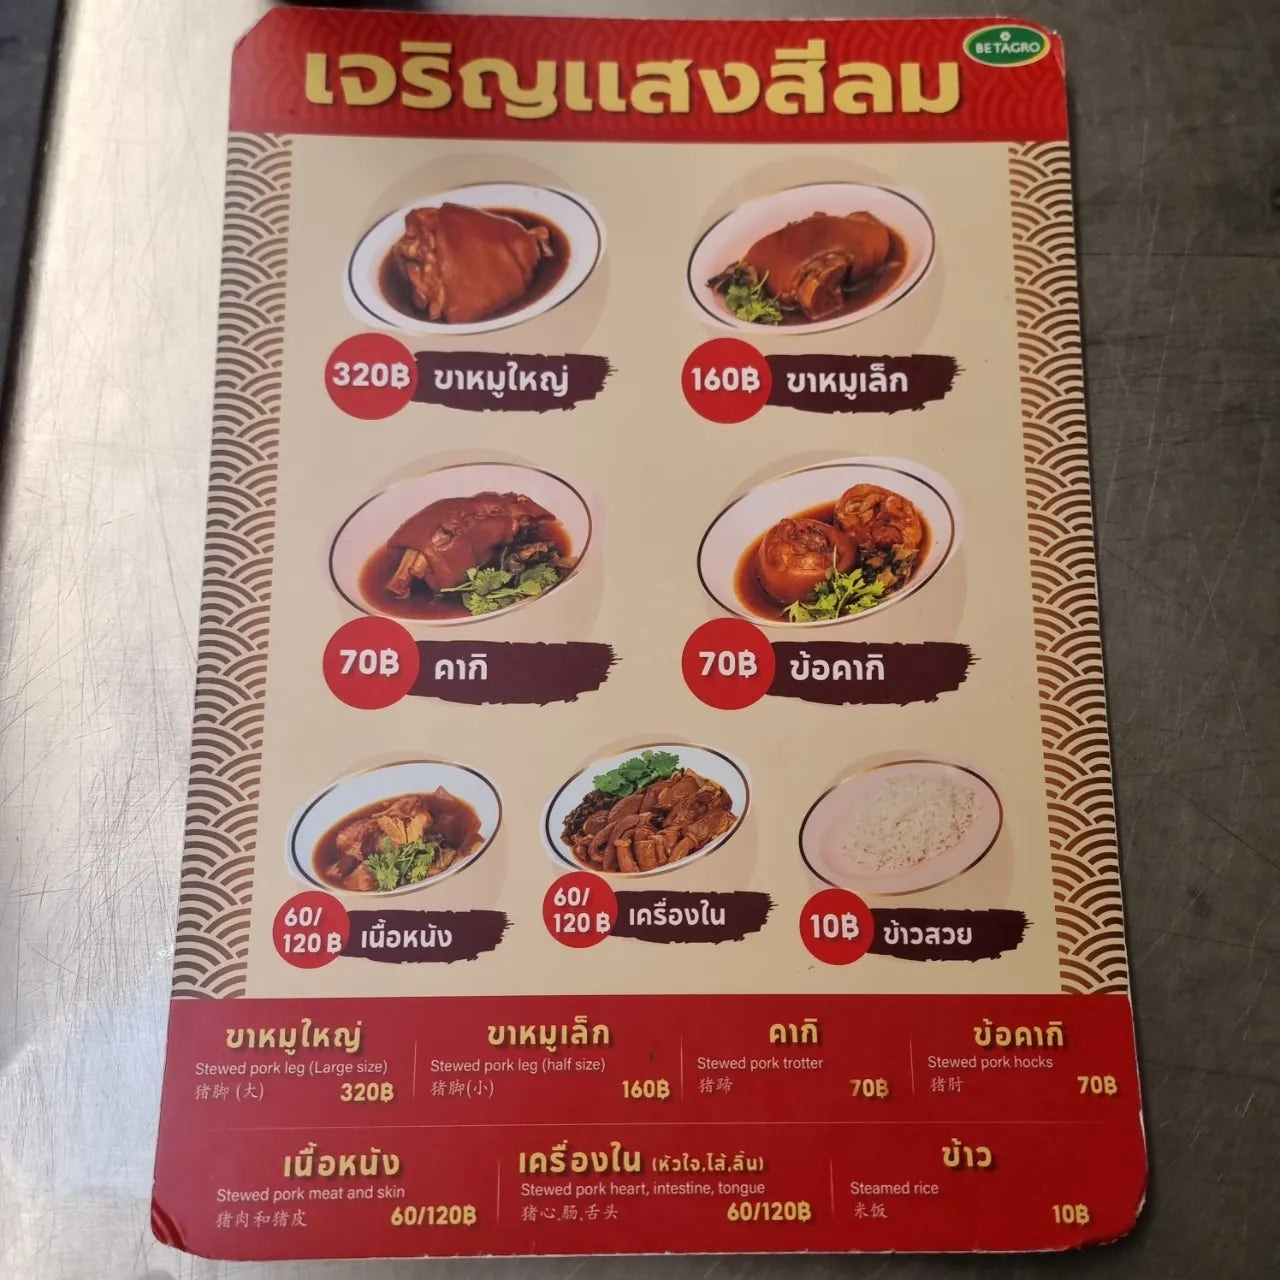 เจริญแสงสีลม
BETAGRO
320฿ ขาหมูใหญ่
160฿ ขาหมูเล็ก
70฿ คากิ
70฿ ข้อคากิ
60/
120฿ เนื้อหนัง
60/
120฿ เครื่องใน
10฿ ข้าวสวย
ขาหมูใหญ่
Stewed pork leg (Large size)
猪脚 (大) 320฿
ขาหมูเล็ก
Stewed pork leg (half size)
猪脚(小) 160฿
คากิ
Stewed pork trotter
猪蹄 70฿
ข้อคากิ
Stewed pork hocks
猪肘 70฿
เนื้อหนัง
Stewed pork meat and skin
猪肉和猪皮 60/120฿
เครื่องใน (หัวใจ,ไส้,ลิ้น)
Stewed pork heart, intestine, tongue
猪心,肠,舌头 60/120฿
ข้าว
Steamed rice
米饭 10฿